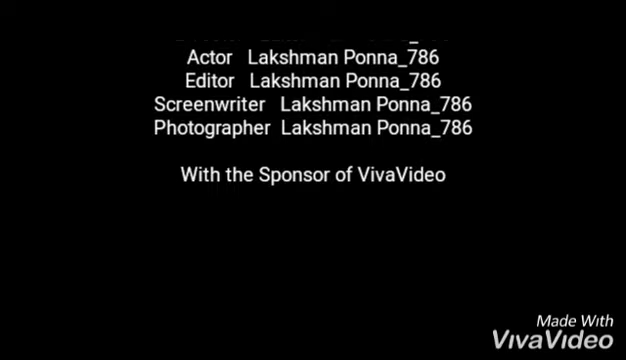 Actor Lakshman Ponna_786
Editor Lakshman Ponna_786
Screenwriter Lakshman Ponna_786
Photographer Lakshman Ponna_786
With the Sponsor of VivaVideo
Made With
VivaVideo